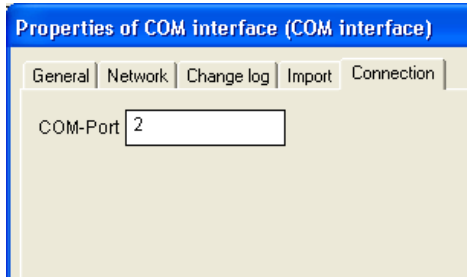 Properties of COM interface (COM interface)
General Network Change log Import Connection
COM-Port 2